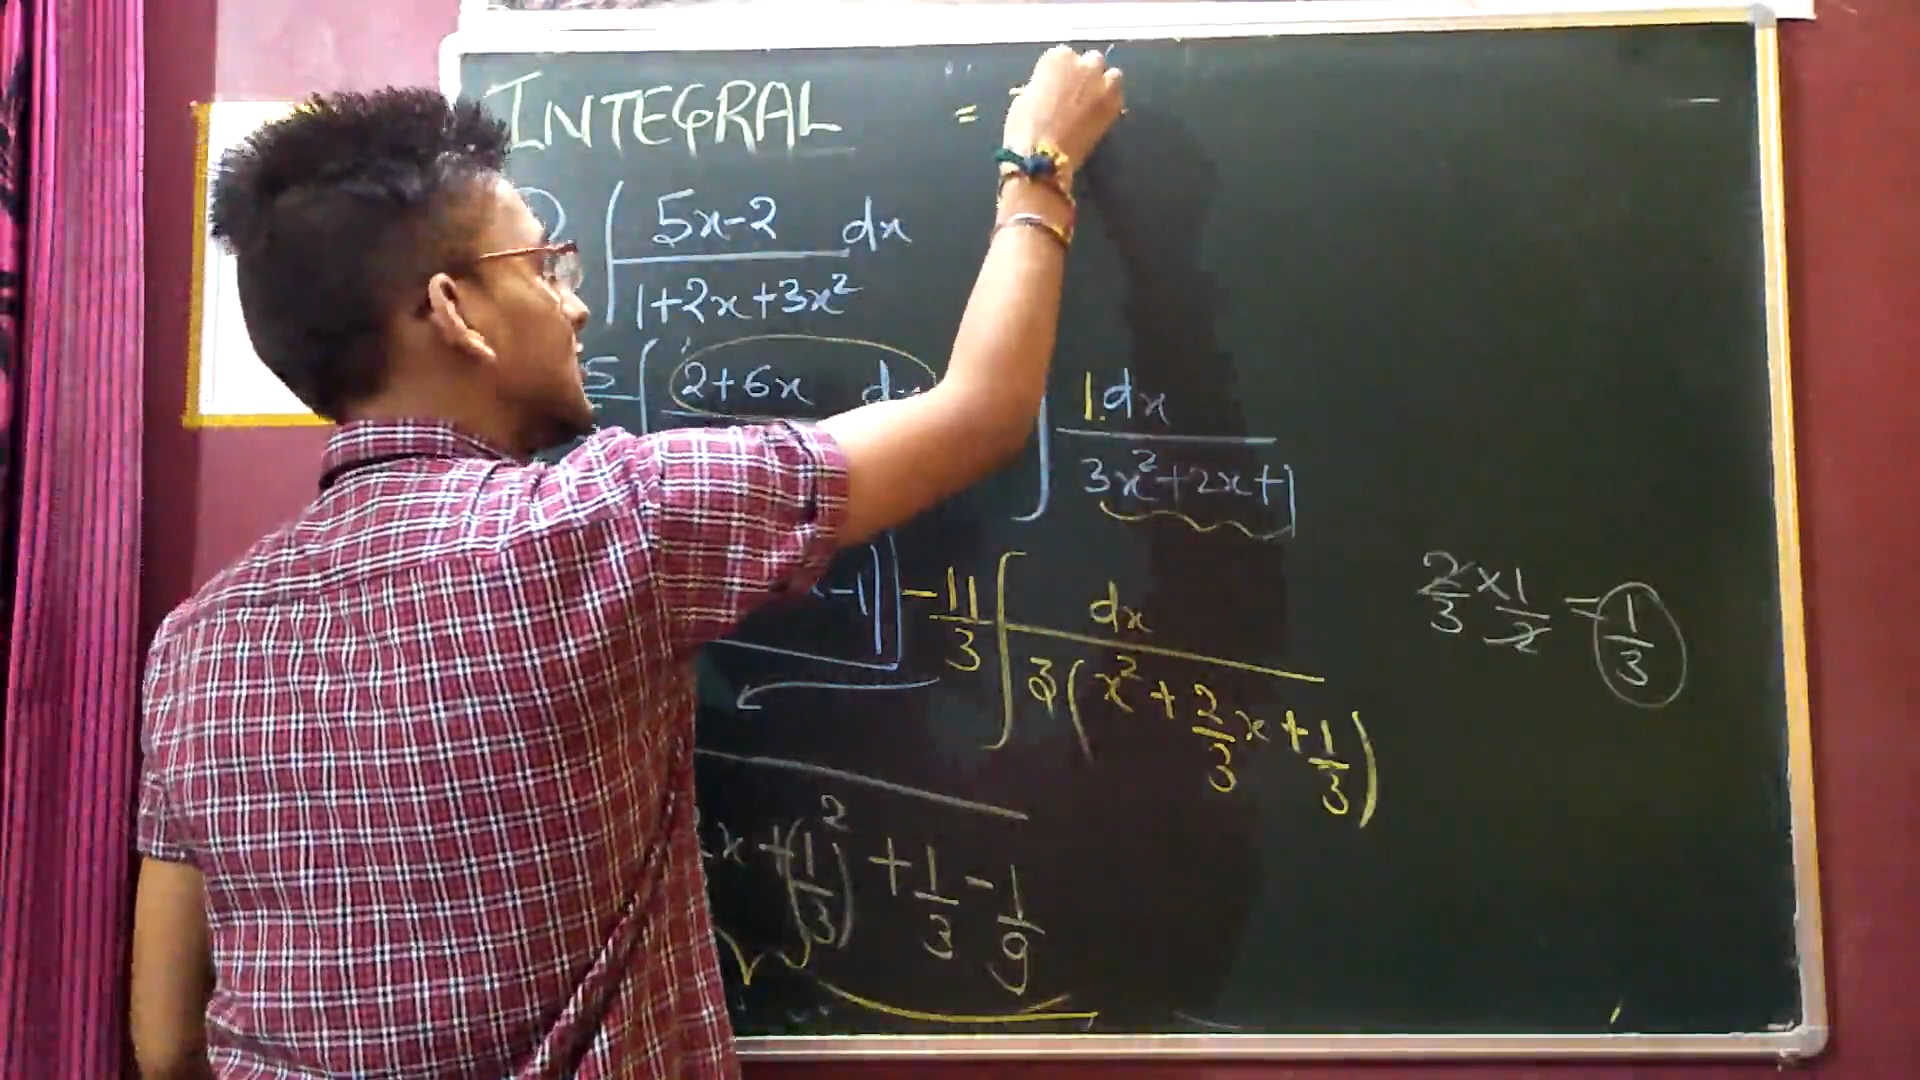 INTEGRAL =
∫ 5x-2 / 1+2x+3x² dx
5 ∫ 2+6x dx ∫ 1.dx / 3x²+2x+1
x-1| - 11/3 ∫ dx / 3(x² + 2/3 x + 1/3)
2/3 × 1/2 = 1/3
x + (1/3)² + 1/3 - 1/9